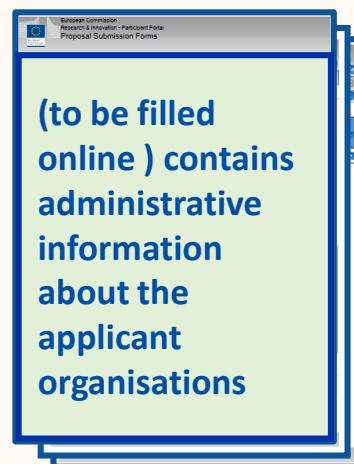 European Commission
Research & Innovation - Participant Portal
Proposal Submission Forms
(to be filled
online ) contains
administrative
information
about the
applicant
organisations